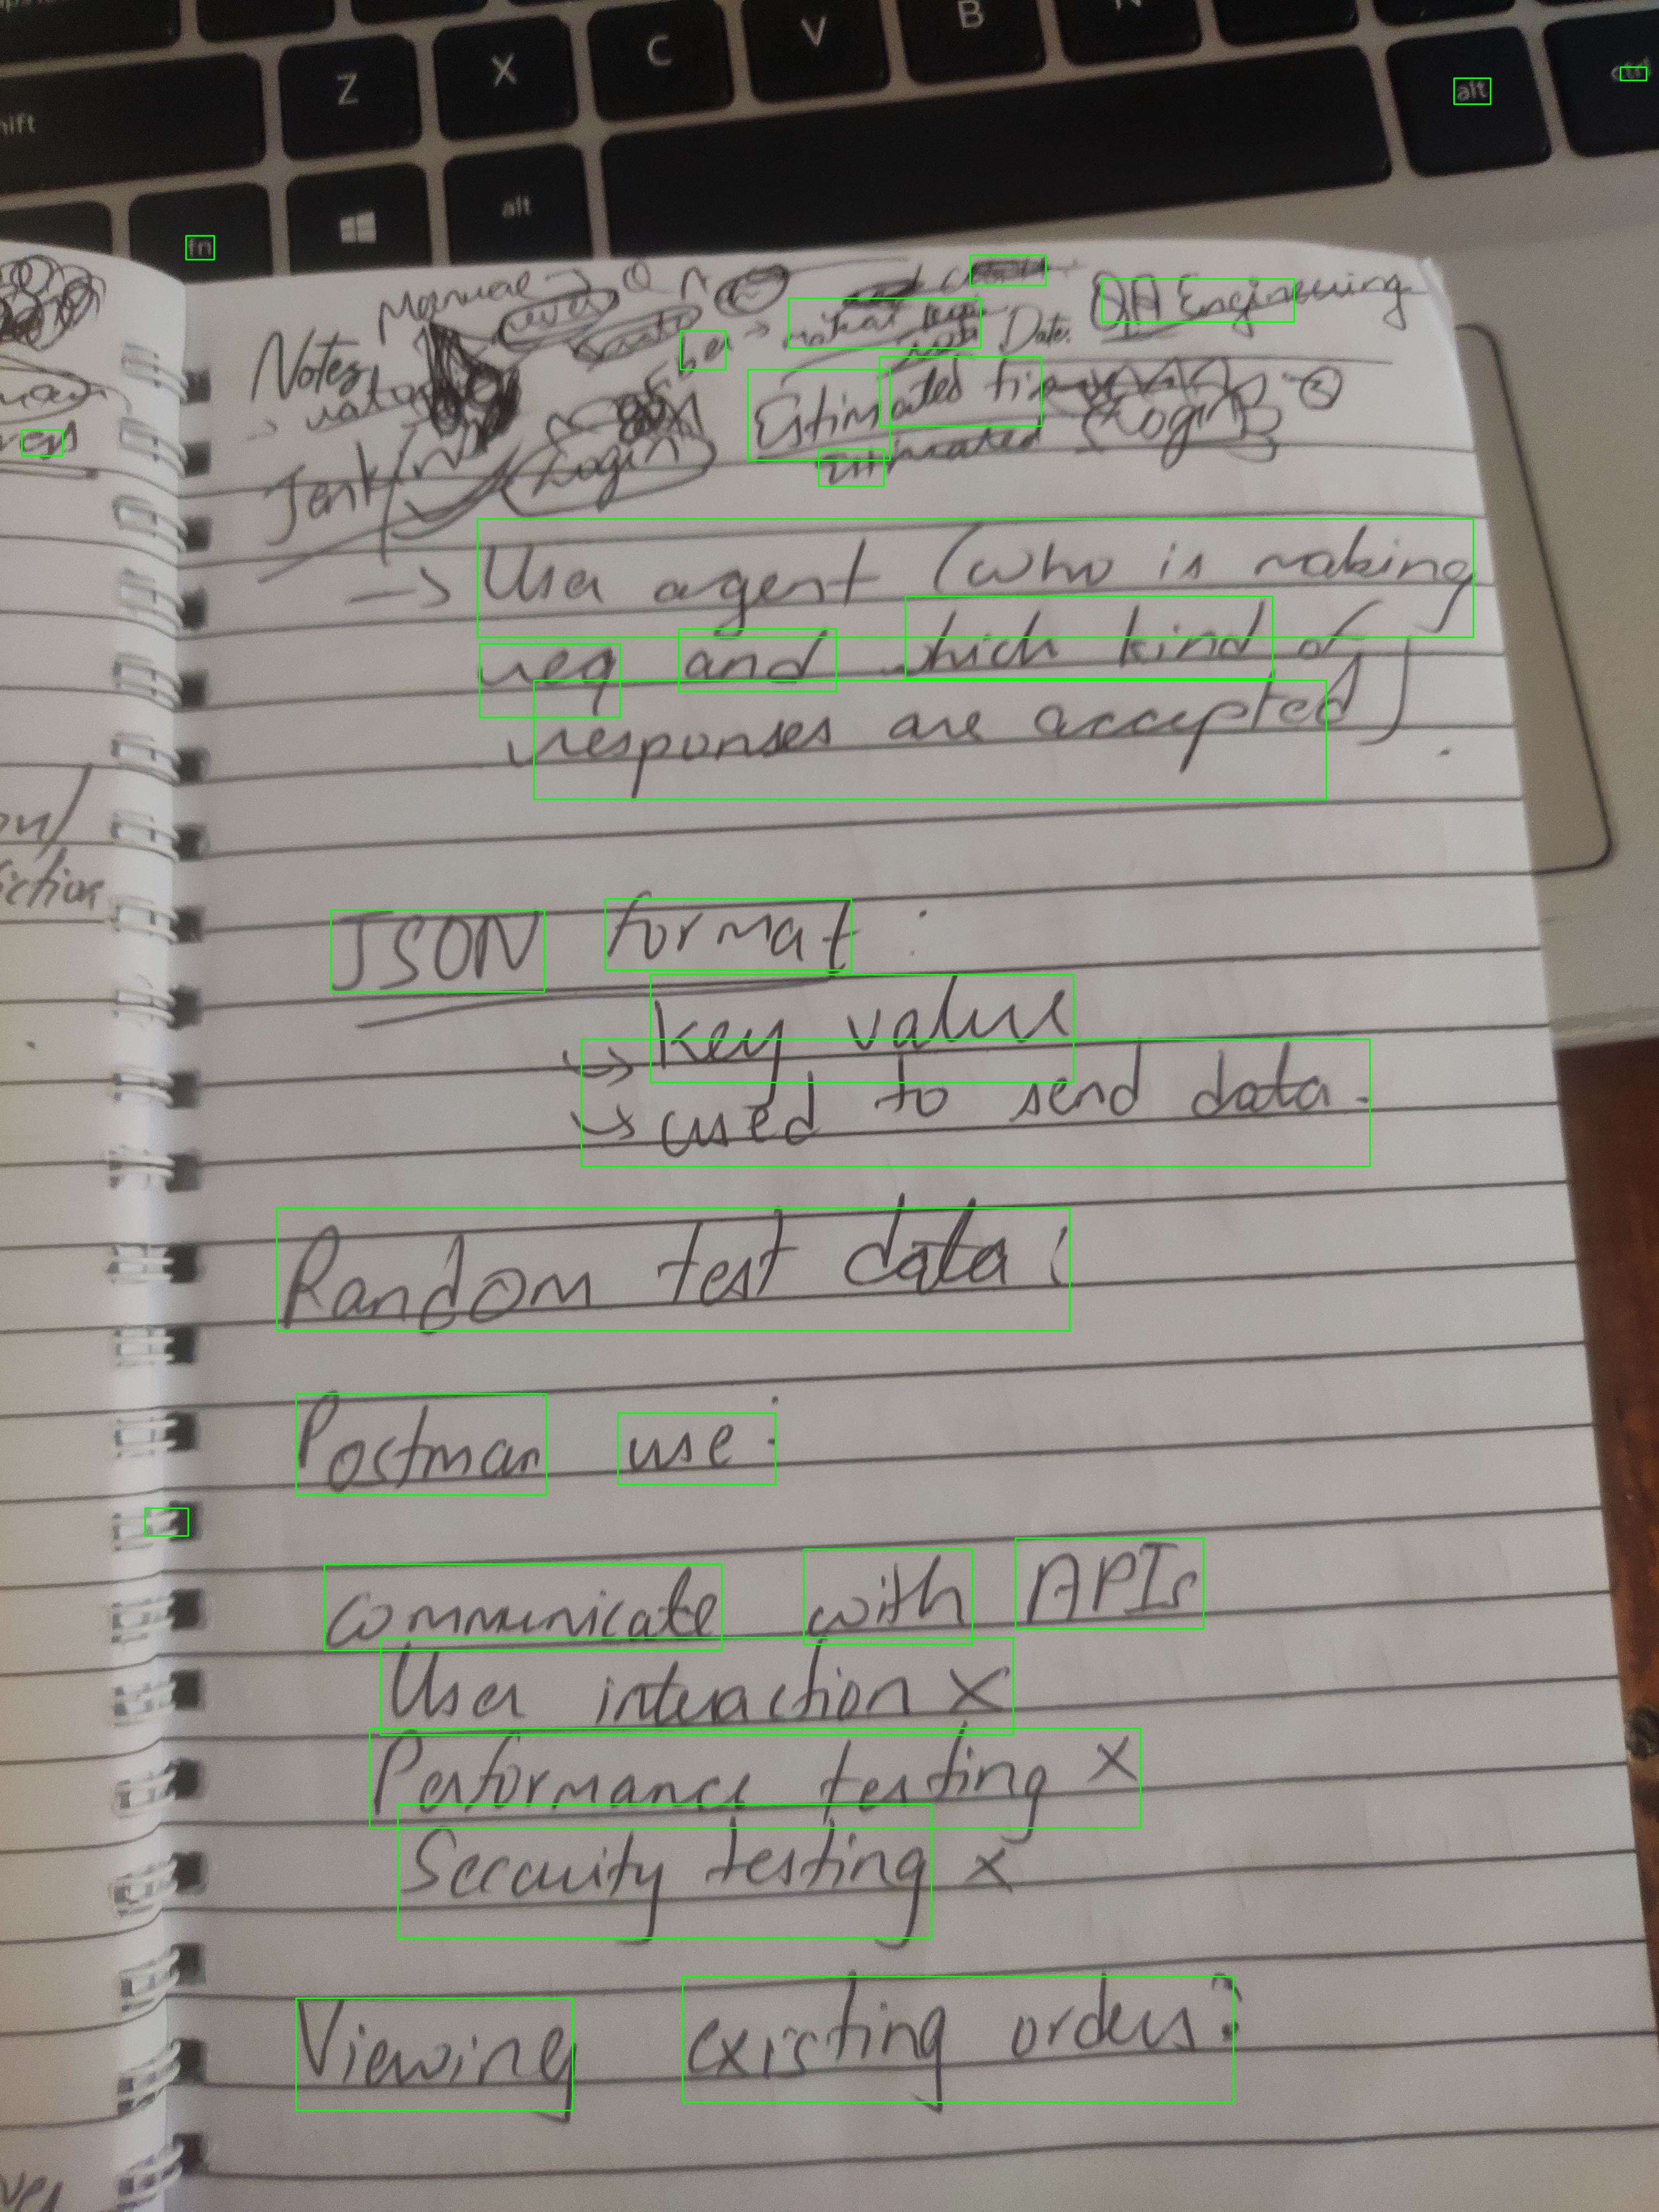 Z X C V B
shift alt ctrl
fn alt
Manual → Q A
Notes Date: QA Engineering
Estimated
Jenkins Login Estimated (Login)
→ User agent (who is making
req and which kind of
responses are accepted)
JSON format :
↪ key value
↪ used to send data.
Random test data :
Postman use :
communicate with APIs
User interaction X
Performance testing X
Security testing X
Viewing existing orders :